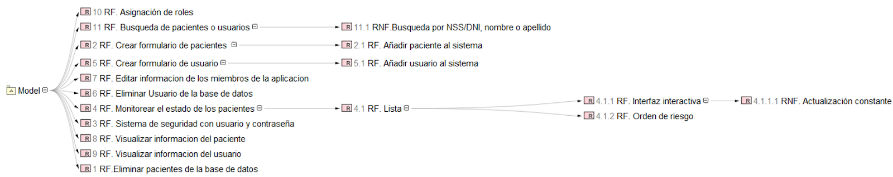 10 RF. Asignación de roles
11 RF. Busqueda de pacientes o usuarios
11.1 RNF.Busqueda por NSS/DNI, nombre o apellido
2 RF. Crear formulario de pacientes
2.1 RF. Añadir paciente al sistema
5 RF. Crear formulario de usuario
5.1 RF. Añadir usuario al sistema
7 RF. Editar informacion de los miembros de la aplicacion
Model
6 RF. Eliminar Usuario de la base de datos
4 RF. Monitorear el estado de los pacientes
4.1 RF. Lista
4.1.1 RF. Interfaz interactiva
4.1.1.1 RNF. Actualización constante
4.1.2 RF. Orden de riesgo
3 RF. Sistema de seguridad con usuario y contraseña
8 RF. Visualizar informacion del paciente
9 RF. Visualizar informacion del usuario
1 RF.Eliminar pacientes de la base de datos